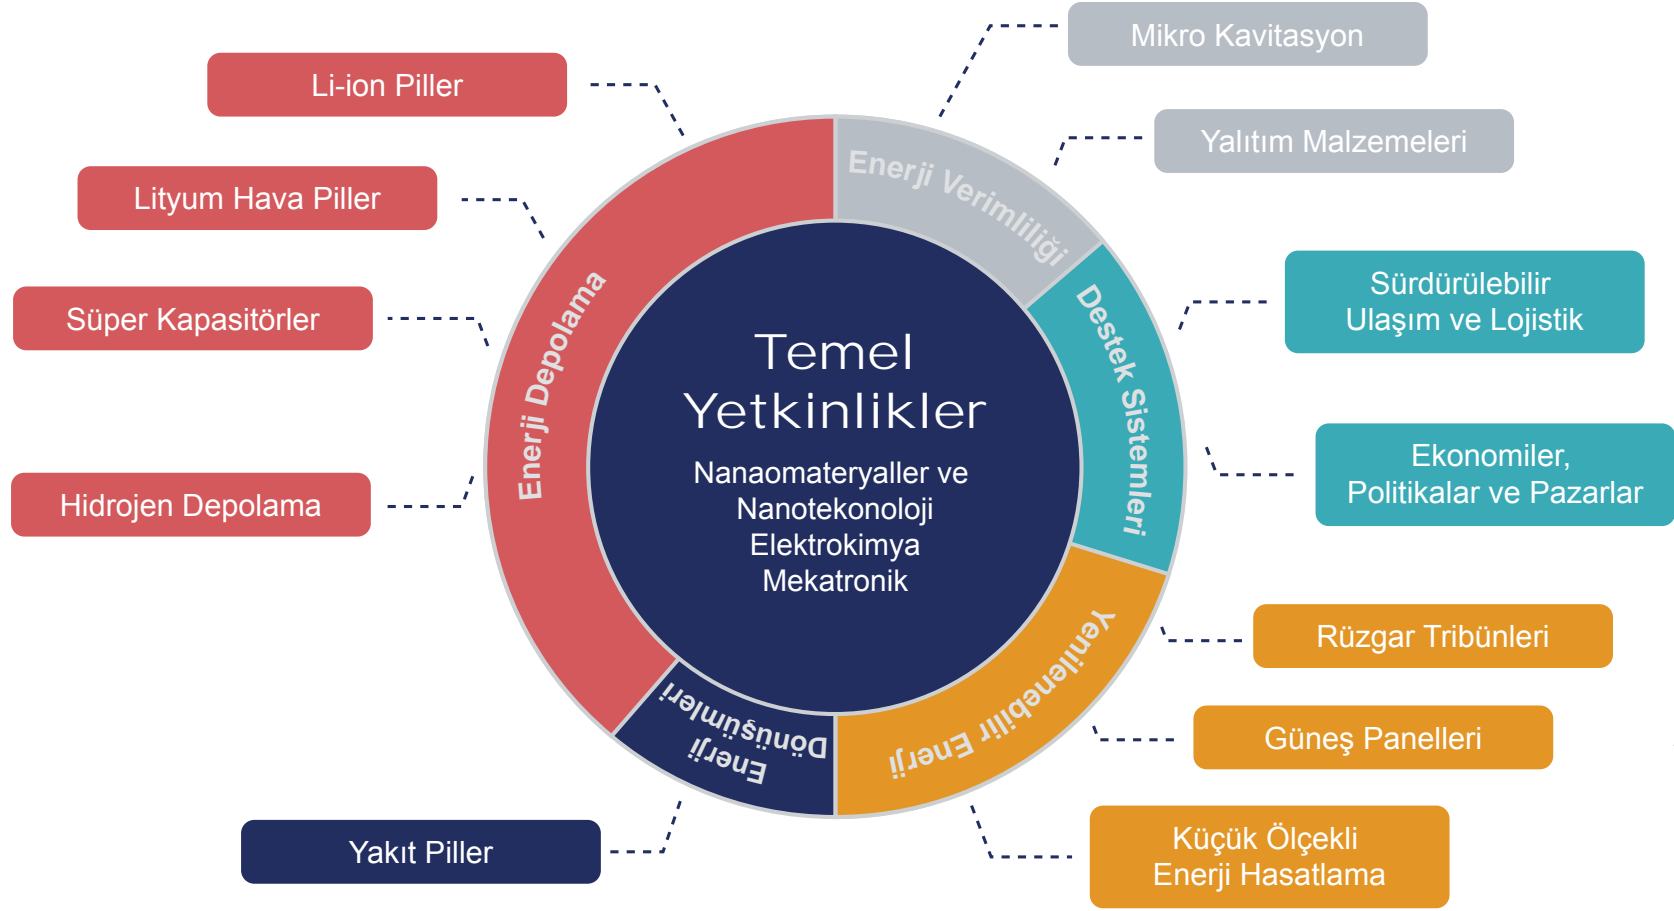 Mikro Kavitasyon
Li-ion Piller
Yalıtım Malzemeleri
Enerji Verimliliği
Lityum Hava Piller
Sürdürülebilir
Ulaşım ve Lojistik
Süper Kapasitörler
Enerji Depolama
Destek Sistemleri
Temel
Yetkinlikler
Nanaomateryaller ve
Nanotekonoloji
Elektrokimya
Mekatronik
Ekonomiler,
Politikalar ve Pazarlar
Hidrojen Depolama
Rüzgar Tribünleri
Yenilenebilir Enerji
Enerji
Dönüşümleri
Güneş Panelleri
Yakıt Piller
Küçük Ölçekli
Enerji Hasatlama